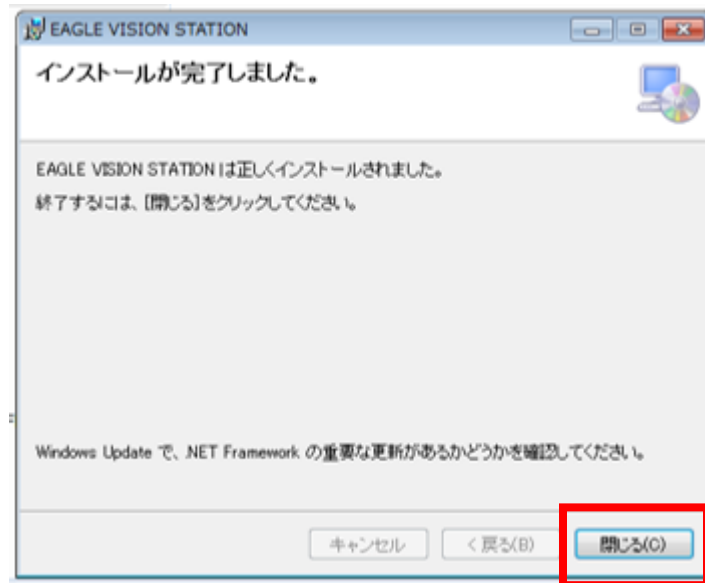 EAGLE VISION STATION
インストールが完了しました。
EAGLE VISION STATION は正しくインストールされました。
終了するには、[閉じる]をクリックしてください。
Windows Update で、.NET Framework の重要な更新があるかどうかを確認してください。
キャンセル
< 戻る(B)
閉じる(C)